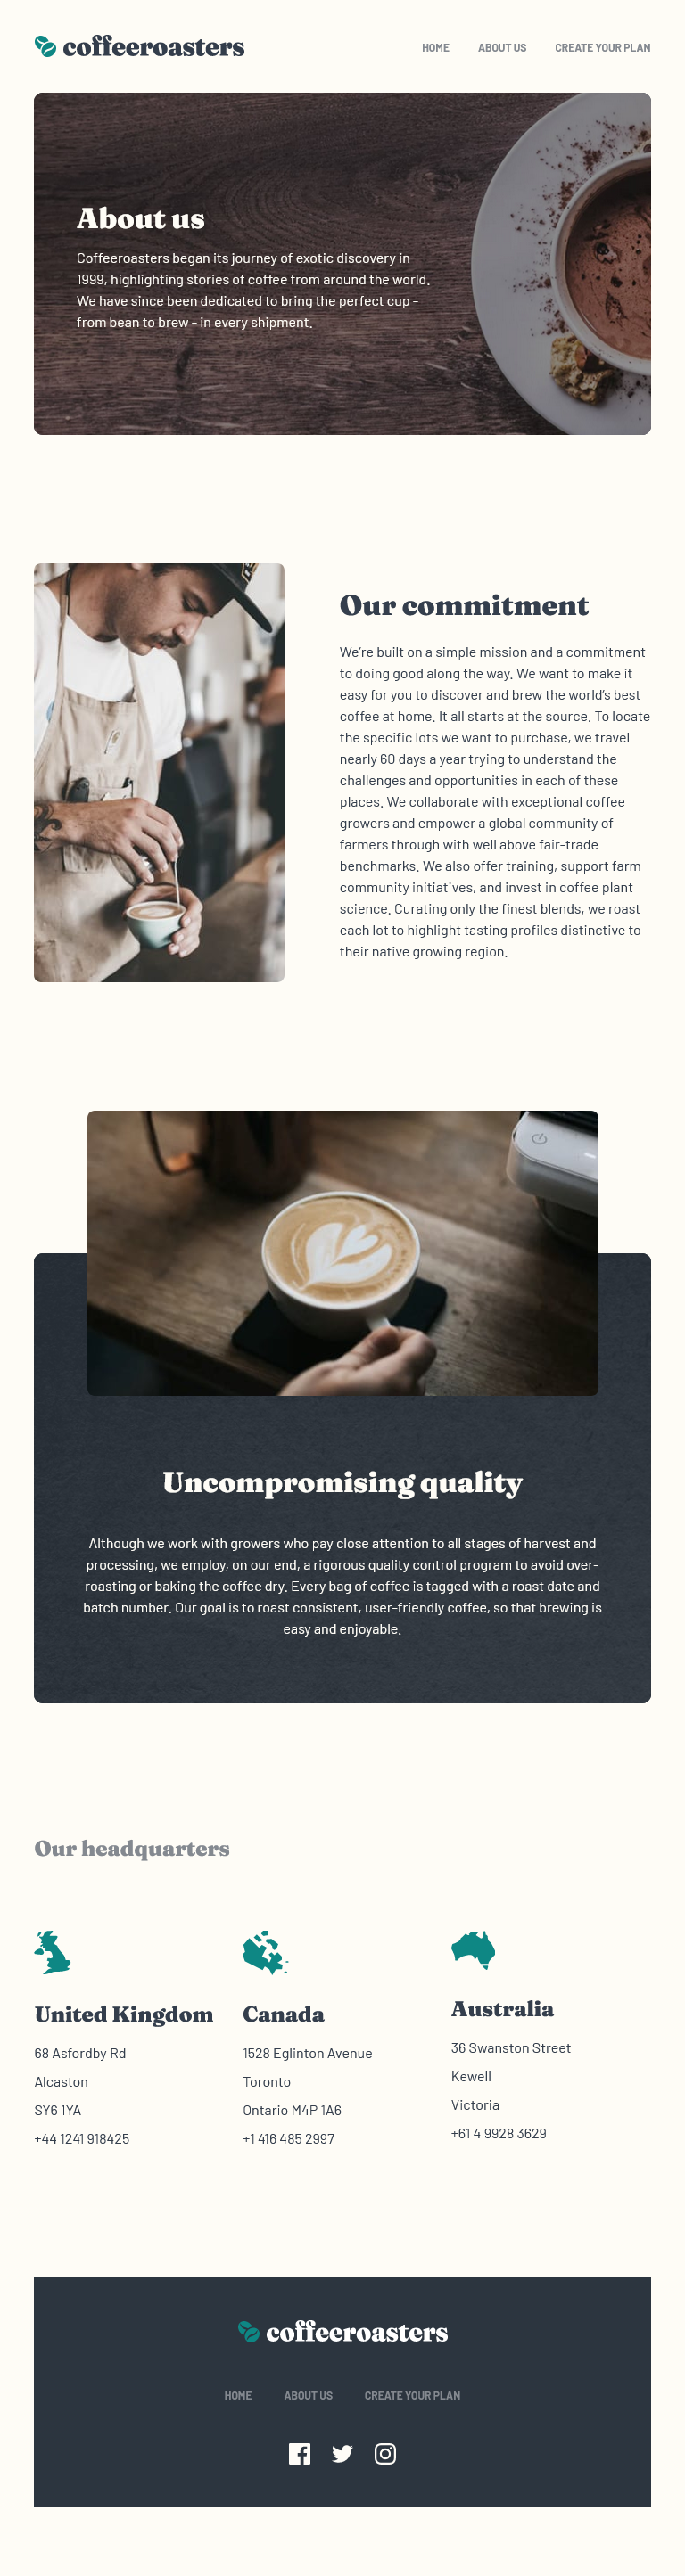 coffeeroasters
HOME ABOUT US CREATE YOUR PLAN
About us
Coffeeroasters began its journey of exotic discovery in
1999, highlighting stories of coffee from around the world.
We have since been dedicated to bring the perfect cup -
from bean to brew - in every shipment.
Our commitment
We’re built on a simple mission and a commitment
to doing good along the way. We want to make it
easy for you to discover and brew the world’s best
coffee at home. It all starts at the source. To locate
the specific lots we want to purchase, we travel
nearly 60 days a year trying to understand the
challenges and opportunities in each of these
places. We collaborate with exceptional coffee
growers and empower a global community of
farmers through with well above fair-trade
benchmarks. We also offer training, support farm
community initiatives, and invest in coffee plant
science. Curating only the finest blends, we roast
each lot to highlight tasting profiles distinctive to
their native growing region.
Uncompromising quality
Although we work with growers who pay close attention to all stages of harvest and
processing, we employ, on our end, a rigorous quality control program to avoid over-
roasting or baking the coffee dry. Every bag of coffee is tagged with a roast date and
batch number. Our goal is to roast consistent, user-friendly coffee, so that brewing is
easy and enjoyable.
Our headquarters
United Kingdom
68 Asfordby Rd
Alcaston
SY6 1YA
+44 1241 918425
Canada
1528 Eglinton Avenue
Toronto
Ontario M4P 1A6
+1 416 485 2997
Australia
36 Swanston Street
Kewell
Victoria
+61 4 9928 3629
coffeeroasters
HOME ABOUT US CREATE YOUR PLAN